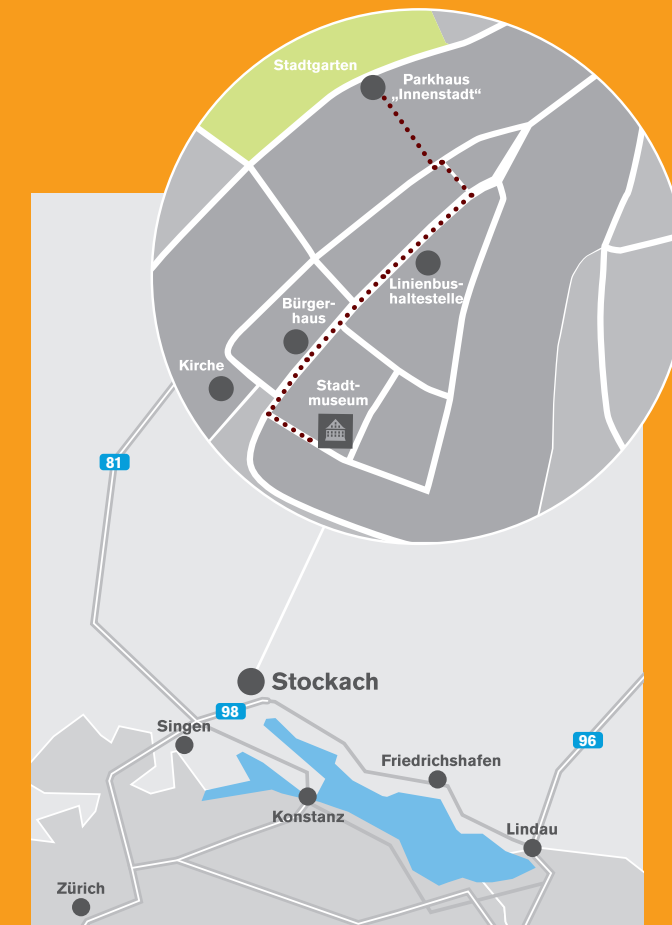 Stadtgarten
Parkhaus
„Innenstadt“
Linienbus-
haltestelle
Bürger-
haus
Kirche
Stadt-
museum
81
Stockach
98
Singen
96
Friedrichshafen
Konstanz
Lindau
Zürich